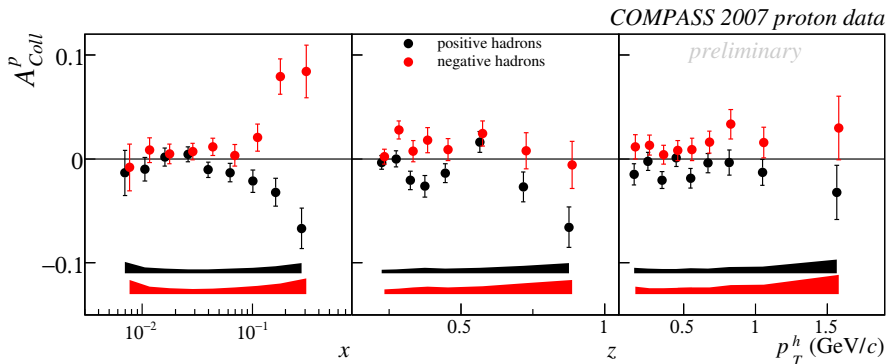 COMPASS 2007 proton data
A^p_Coll
positive hadrons
negative hadrons
preliminary
0.1
0
−0.1
10⁻² 10⁻¹ 0.5 1 0.5 1 1.5
x z p_T^h (GeV/c)